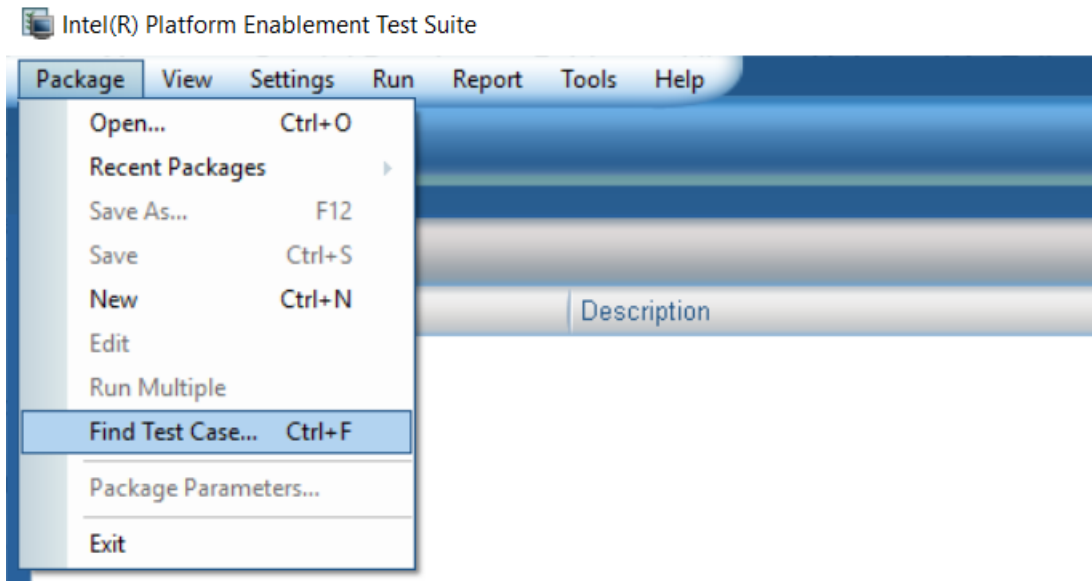 Intel(R) Platform Enablement Test Suite
Package View Settings Run Report Tools Help
Open... Ctrl+O
Recent Packages
Save As... F12
Save Ctrl+S
New Ctrl+N
Description
Edit
Run Multiple
Find Test Case... Ctrl+F
Package Parameters...
Exit